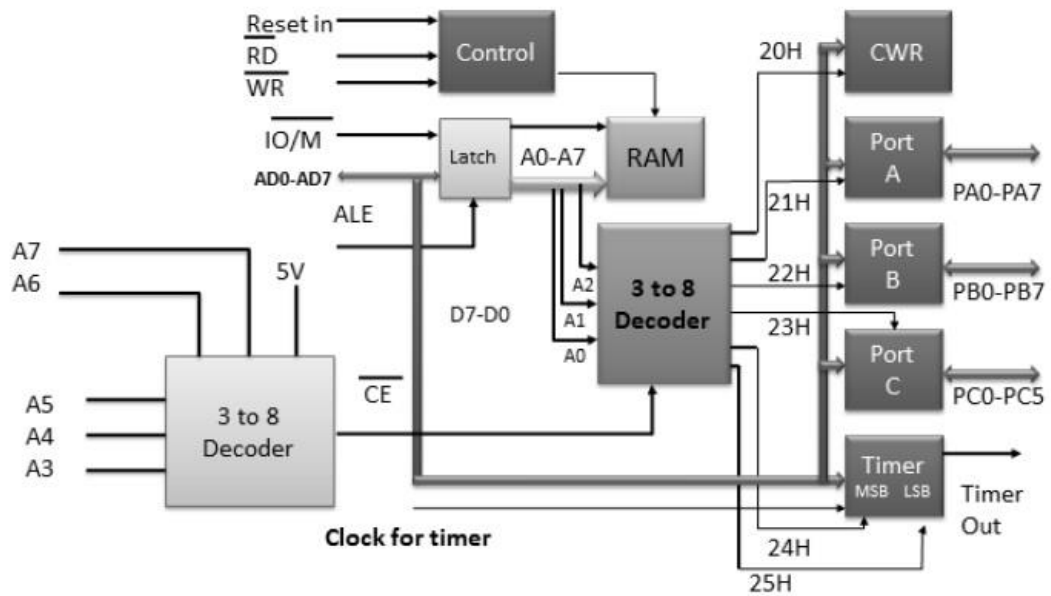 Reset in
RD
WR
Control
20H
CWR
IO/M
Latch
A0-A7
RAM
Port
A
AD0-AD7
21H
PA0-PA7
ALE
A7
A6
5V
D7-D0
A2
A1
A0
3 to 8
Decoder
22H
Port
B
PB0-PB7
23H
Port
C
PC0-PC5
CE
A5
A4
A3
3 to 8
Decoder
Timer
MSB LSB
Timer
Out
Clock for timer
24H
25H